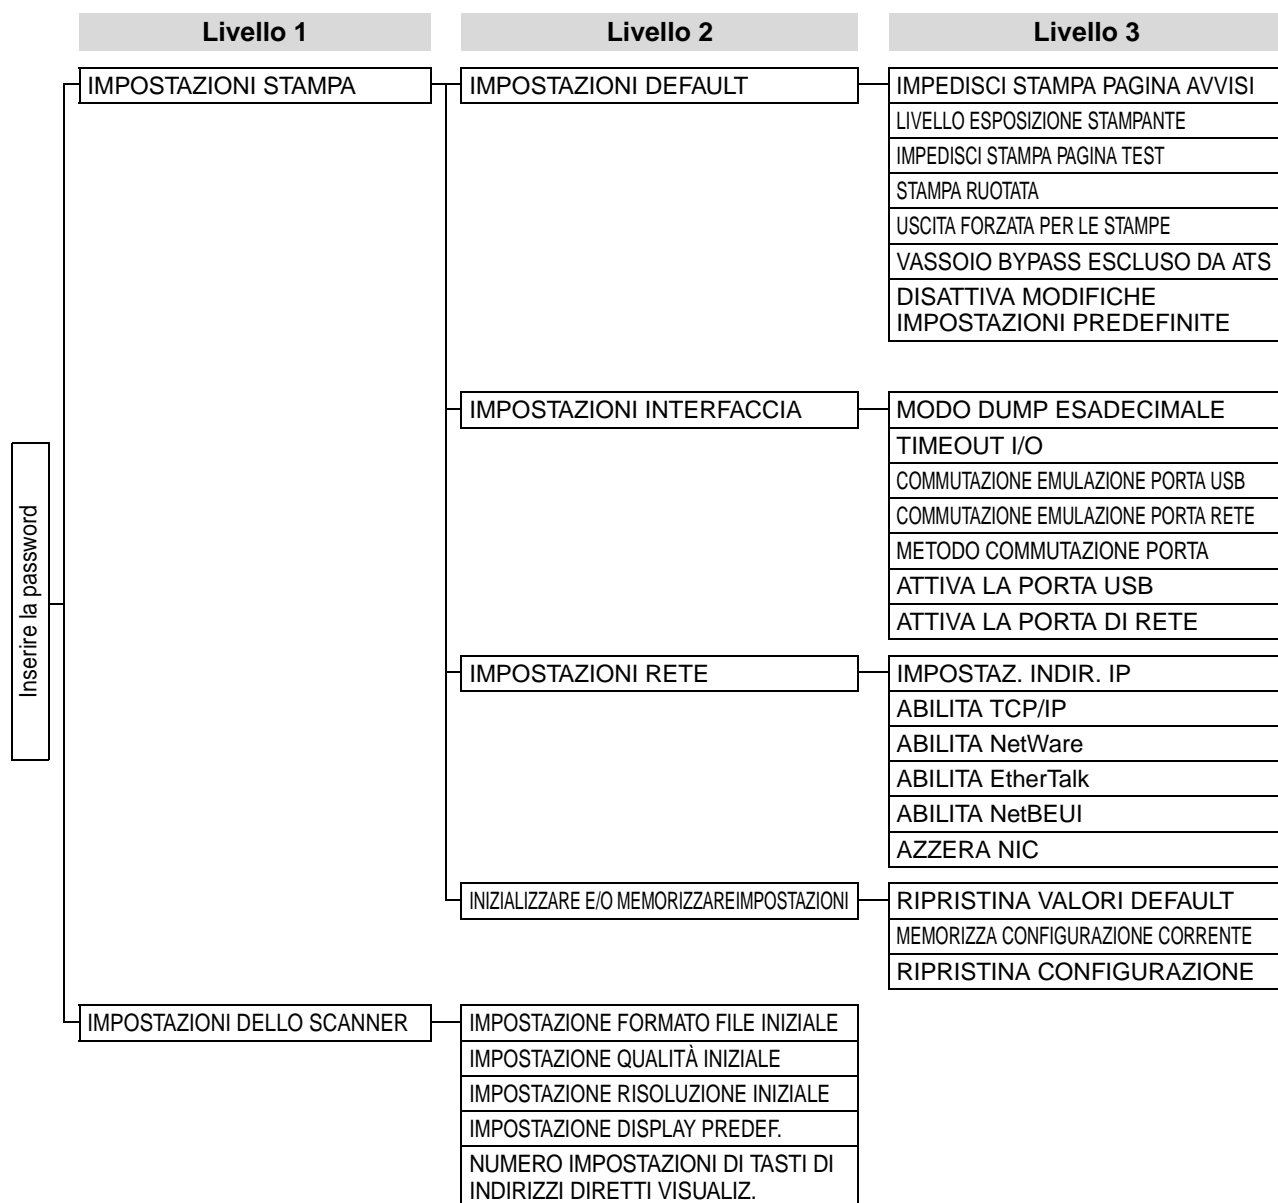 Livello 1
Livello 2
Livello 3
Inserire la password
IMPOSTAZIONI STAMPA
IMPOSTAZIONI DEFAULT
IMPEDISCI STAMPA PAGINA AVVISI
LIVELLO ESPOSIZIONE STAMPANTE
IMPEDISCI STAMPA PAGINA TEST
STAMPA RUOTATA
USCITA FORZATA PER LE STAMPE
VASSOIO BYPASS ESCLUSO DA ATS
DISATTIVA MODIFICHE
IMPOSTAZIONI PREDEFINITE
IMPOSTAZIONI INTERFACCIA
MODO DUMP ESADECIMALE
TIMEOUT I/O
COMMUTAZIONE EMULAZIONE PORTA USB
COMMUTAZIONE EMULAZIONE PORTA RETE
METODO COMMUTAZIONE PORTA
ATTIVA LA PORTA USB
ATTIVA LA PORTA DI RETE
IMPOSTAZIONI RETE
IMPOSTAZ. INDIR. IP
ABILITA TCP/IP
ABILITA NetWare
ABILITA EtherTalk
ABILITA NetBEUI
AZZERA NIC
INIZIALIZZARE E/O MEMORIZZAREIMPOSTAZIONI
RIPRISTINA VALORI DEFAULT
MEMORIZZA CONFIGURAZIONE CORRENTE
RIPRISTINA CONFIGURAZIONE
IMPOSTAZIONI DELLO SCANNER
IMPOSTAZIONE FORMATO FILE INIZIALE
IMPOSTAZIONE QUALITÀ INIZIALE
IMPOSTAZIONE RISOLUZIONE INIZIALE
IMPOSTAZIONE DISPLAY PREDEF.
NUMERO IMPOSTAZIONI DI TASTI DI
INDIRIZZI DIRETTI VISUALIZ.